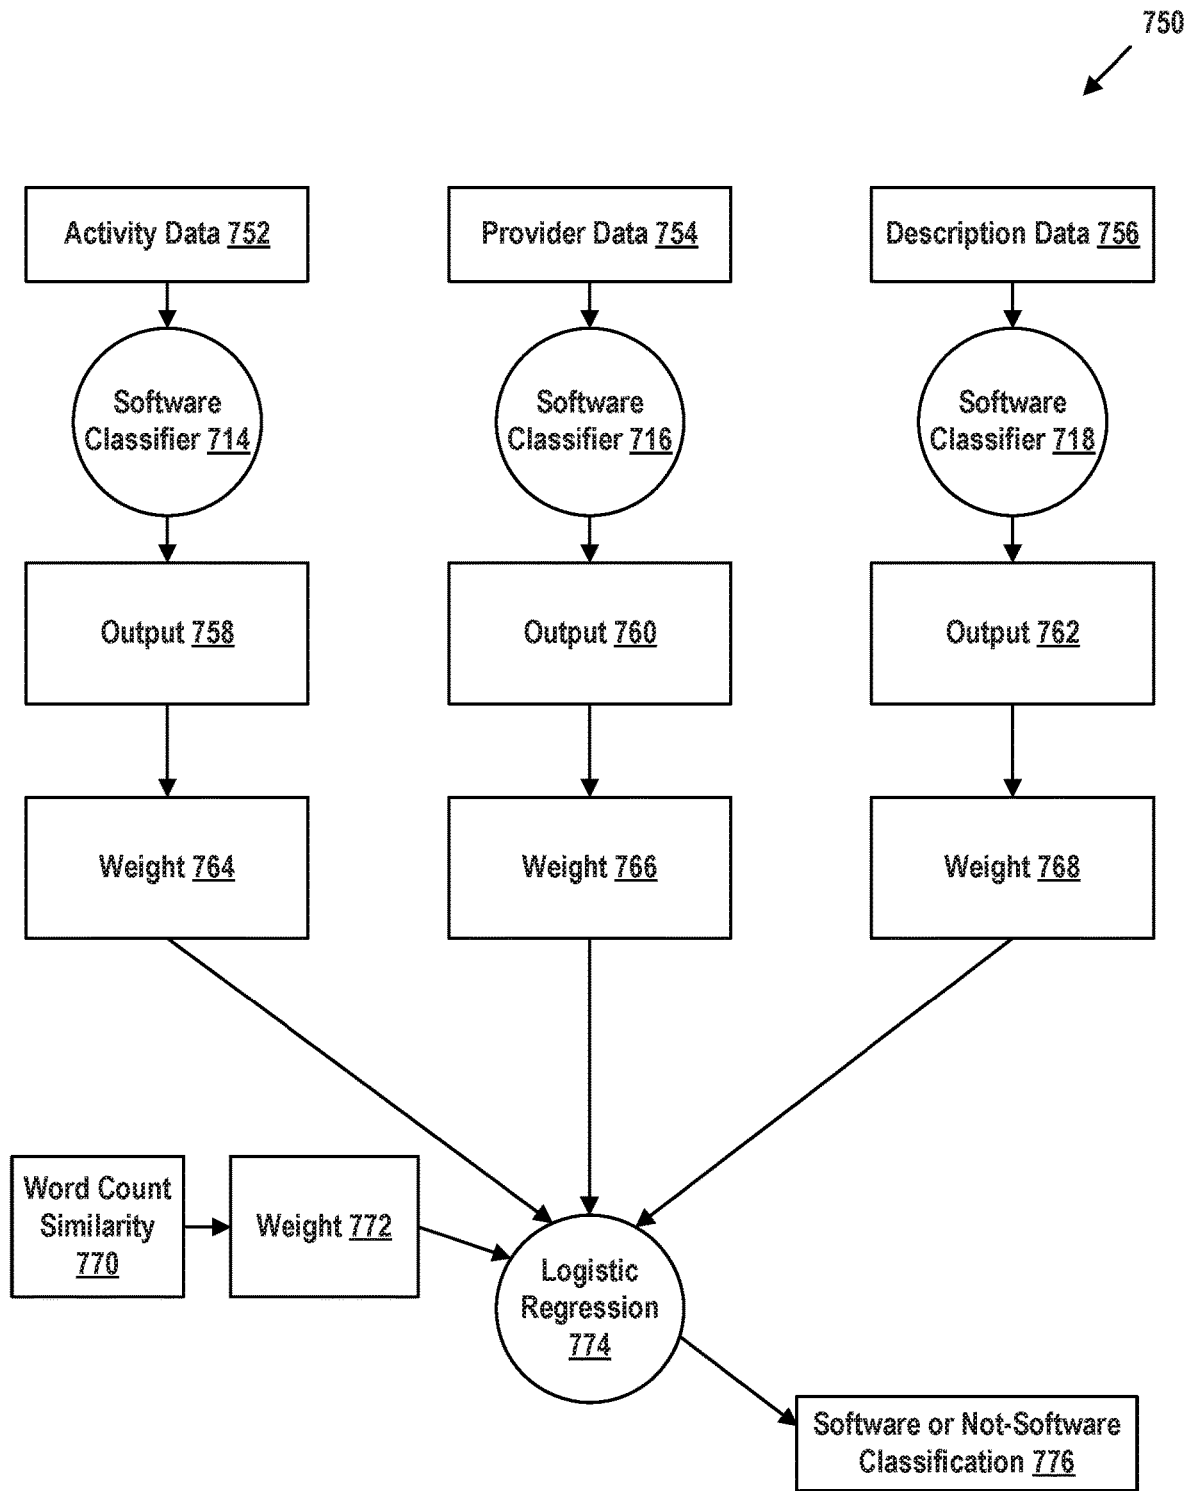 750
Activity Data 752
Provider Data 754
Description Data 756
Software
Classifier 714
Software
Classifier 716
Software
Classifier 718
Output 758
Output 760
Output 762
Weight 764
Weight 766
Weight 768
Word Count
Similarity
770
Weight 772
Logistic
Regression
774
Software or Not-Software
Classification 776